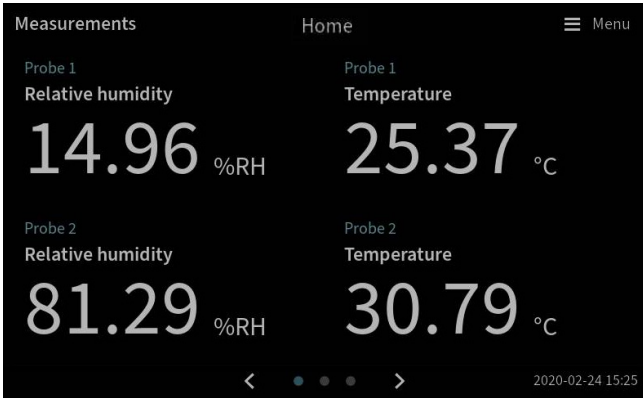 Measurements Home Menu
Probe 1 Probe 1
Relative humidity Temperature
14.96 %RH 25.37 °C
Probe 2 Probe 2
Relative humidity Temperature
81.29 %RH 30.79 °C
2020-02-24 15:25